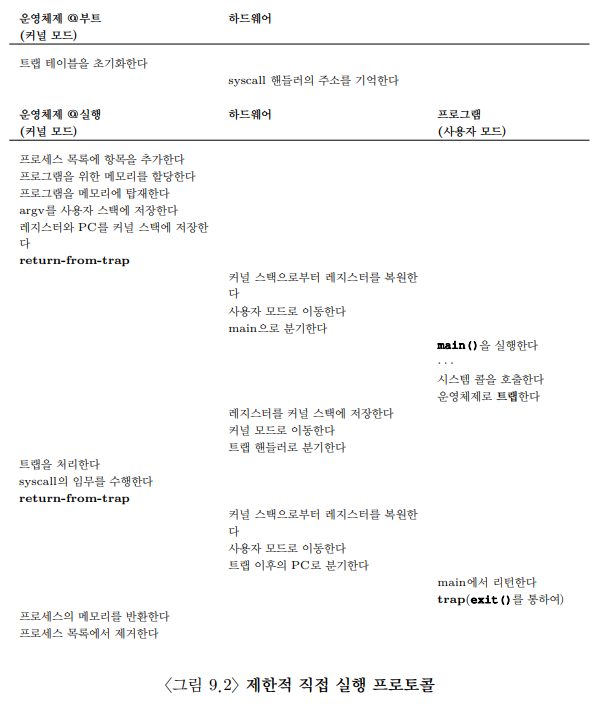 운영체제 @부트 하드웨어
(커널 모드)
트랩 테이블을 초기화한다
syscall 핸들러의 주소를 기억한다
운영체제 @실행 하드웨어 프로그램
(커널 모드) (사용자 모드)
프로세스 목록에 항목을 추가한다
프로그램을 위한 메모리를 할당한다
프로그램을 메모리에 탑재한다
argv를 사용자 스택에 저장한다
레지스터와 PC를 커널 스택에 저장한
다
return-from-trap
커널 스택으로부터 레지스터를 복원한
다
사용자 모드로 이동한다
main으로 분기한다
main()을 실행한다
...
시스템 콜을 호출한다
운영체제로 트랩한다
레지스터를 커널 스택에 저장한다
커널 모드로 이동한다
트랩 핸들러로 분기한다
트랩을 처리한다
syscall의 임무를 수행한다
return-from-trap
커널 스택으로부터 레지스터를 복원한
다
사용자 모드로 이동한다
트랩 이후의 PC로 분기한다
main에서 리턴한다
trap(exit()를 통하여)
프로세스의 메모리를 반환한다
프로세스 목록에서 제거한다
〈그림 9.2〉 제한적 직접 실행 프로토콜